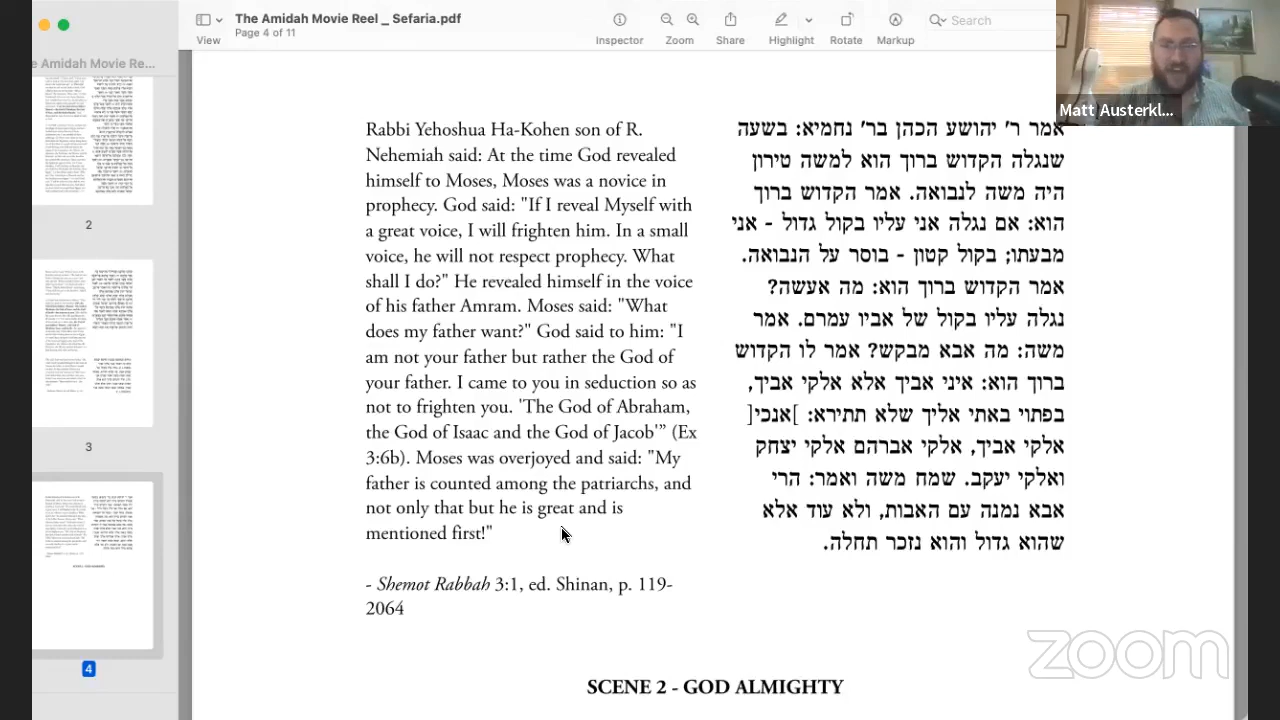 The Amidah Movie Reel _ Sefaria.pdf
Page 4 of 11
View
Inspector
Zoom
Share
Highlight
Rotate
Markup
Search
e Amidah Movie Re...
2
3
4
Matt Austerkl...
Rabbi Yehoshua Ha-Kohen son of R.
Nehemiah said: At the time God revealed
himself to Moses, Moses was a novice in
prophecy. God said: "If I reveal Myself with
a great voice, I will frighten him. In a small
voice, he will not respect prophecy. What
shall I do?" He revealed himself in the voice
of his father Amram. Moses said: "What
does my father want?" God said to him: "I
am not your father but rather the God of
your father. I came to you in seduction so as
not to frighten you. 'The God of Abraham,
the God of Isaac and the God of Jacob'” (Ex
3:6b). Moses was overjoyed and said: "My
father is counted among the patriarchs, and
not only that but he is great and is
mentioned first."
- Shemot Rabbah 3:1, ed. Shinan, p. 119-
2064
אמר ר' יהושע הכהן בר' נחמיה: בשעה
שנגלה הקדוש ברוך הוא למשה טירון
היה משה לנבואה. אמר הקדוש ברוך
הוא: אם נגלה אני עליו בקול גדול - אני
מבעתו; בקול קטון - בוסר על הנבואה.
אמר הקדוש ברוך הוא: מה אעשה?
נגלה עליו בקולו של אביו עמרם. אמר
משה: מה אבא מבקש? אמר לו הקדוש
ברוך הוא: איני אביך אלא אלקי אביך,
בפתוי באתי אליך שלא תתירא: ]אנכי[
אלקי אביך, אלקי אברהם אלקי יצחק
ואלקי יעקב. שמח משה ואמר: הרי
אבא נמנה עם האבות, ולא עוד אלא
שהוא גדול והוא נזכר תחלה.
SCENE 2 - GOD ALMIGHTY
zoom